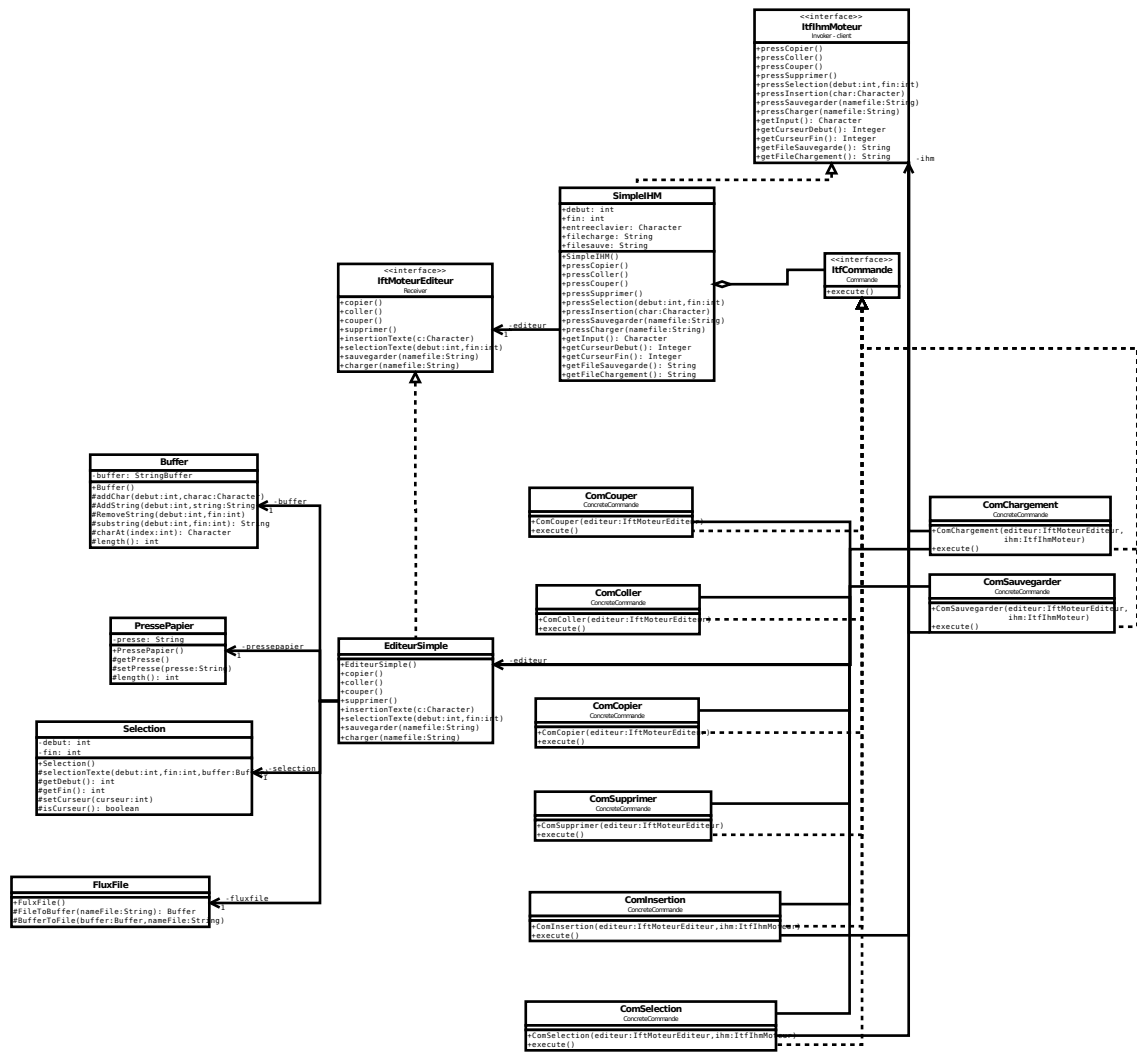 <<interface>>
ItfIhmMoteur
Invoker - client
+pressCopier()
+pressColler()
+pressCouper()
+pressSupprimer()
+pressSelection(debut:int,fin:int)
+pressInsertion(char:Character)
+pressSauvegarder(namefile:String)
+pressCharger(namefile:String)
+getInput(): Character
+getCurseurDebut(): Integer
+getCurseurFin(): Integer
+getFileSauvegarde(): String
+getFileChargement(): String
-ihm
SimpleIHM
+debut: int
+fin: int
+entreeclavier: Character
+filecharge: String
+filesauve: String
+SimpleIHM()
+pressCopier()
+pressColler()
+pressCouper()
+pressSupprimer()
+pressSelection(debut:int,fin:int)
+pressInsertion(char:Character)
+pressSauvegarder(namefile:String)
+pressCharger(namefile:String)
+getInput(): Character
+getCurseurDebut(): Integer
+getCurseurFin(): Integer
+getFileSauvegarde(): String
+getFileChargement(): String
<<interface>>
ItfCommande
Commande
+execute()
<<interface>>
IftMoteurEditeur
Receiver
+copier()
+coller()
+couper()
+supprimer()
+insertionTexte(c:Character)
+selectionTexte(debut:int,fin:int)
+sauvegarder(namefile:String)
+charger(namefile:String)
-editeur
1
Buffer
-buffer: StringBuffer
+Buffer()
#addChar(debut:int,charac:Character)
#AddString(debut:int,string:String)
#RemoveString(debut:int,fin:int)
#substring(debut:int,fin:int): String
#charAt(index:int): Character
#length(): int
-buffer
1
PressePapier
-presse: String
+PressePapier()
#getPresse()
#setPresse(presse:String)
#length(): int
-pressepapier
1
Selection
-debut: int
-fin: int
+Selection()
#selectionTexte(debut:int,fin:int,buffer:Buf
#getDebut(): int
#getFin(): int
#setCurseur(curseur:int)
#isCurseur(): boolean
-selection
1
FluxFile
+FulxFile()
#FileToBuffer(nameFile:String): Buffer
#BufferToFile(buffer:Buffer,nameFile:String)
-fluxfile
1
EditeurSimple
+EditeurSimple()
+copier()
+coller()
+couper()
+supprimer()
+insertionTexte(c:Character)
+selectionTexte(debut:int,fin:int)
+sauvegarder(namefile:String)
+charger(namefile:String)
-editeur
ComCouper
ConcreteCommande
+ComCouper(editeur:IftMoteurEditeur)
+execute()
ComColler
ConcreteCommande
+ComColler(editeur:IftMoteurEditeur)
+execute()
ComCopier
ConcreteCommande
+ComCopier(editeur:IftMoteurEditeur)
+execute()
ComSupprimer
ConcreteCommande
+ComSupprimer(editeur:IftMoteurEditeur)
+execute()
ComInsertion
ConcreteCommande
+ComInsertion(editeur:IftMoteurEditeur,ihm:ItfIhmMoteur)
+execute()
ComSelection
ConcreteCommande
+ComSelection(editeur:IftMoteurEditeur,ihm:ItfIhmMoteur)
+execute()
ComChargement
ConcreteCommande
+ComChargement(editeur:IftMoteurEditeur,
ihm:ItfIhmMoteur)
+execute()
ComSauvegarder
ConcreteCommande
+ComSauvegarder(editeur:IftMoteurEditeur,
ihm:ItfIhmMoteur)
+execute()